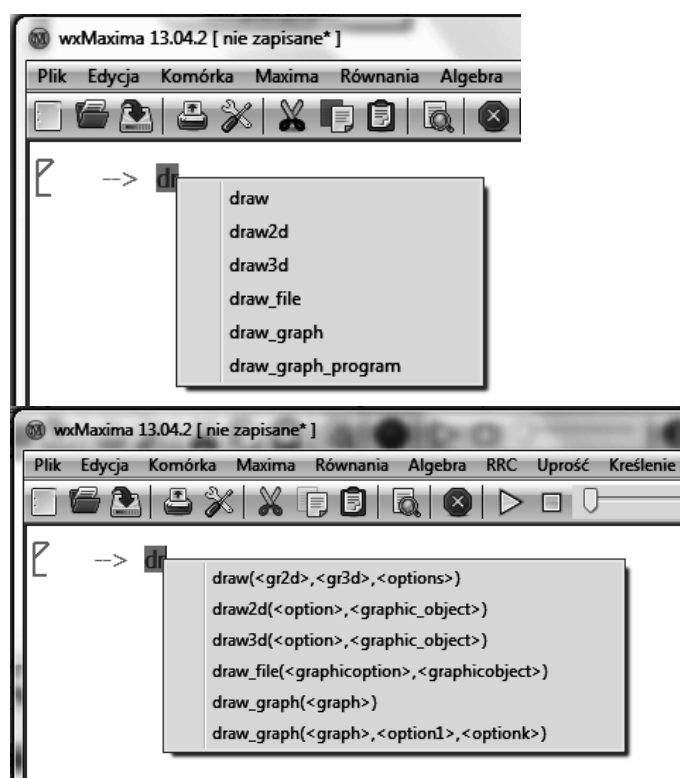 wxMaxima 13.04.2 [ nie zapisane* ]
Plik Edycja Komórka Maxima Równania Algebra
--> dr
draw
draw2d
draw3d
draw_file
draw_graph
draw_graph_program
wxMaxima 13.04.2 [ nie zapisane* ]
Plik Edycja Komórka Maxima Równania Algebra RRC Uprość Kreślenie
--> dr
draw(<gr2d>,<gr3d>,<options>)
draw2d(<option>,<graphic_object>)
draw3d(<option>,<graphic_object>)
draw_file(<graphicoption>,<graphicobject>)
draw_graph(<graph>)
draw_graph(<graph>,<option1>,<optionk>)